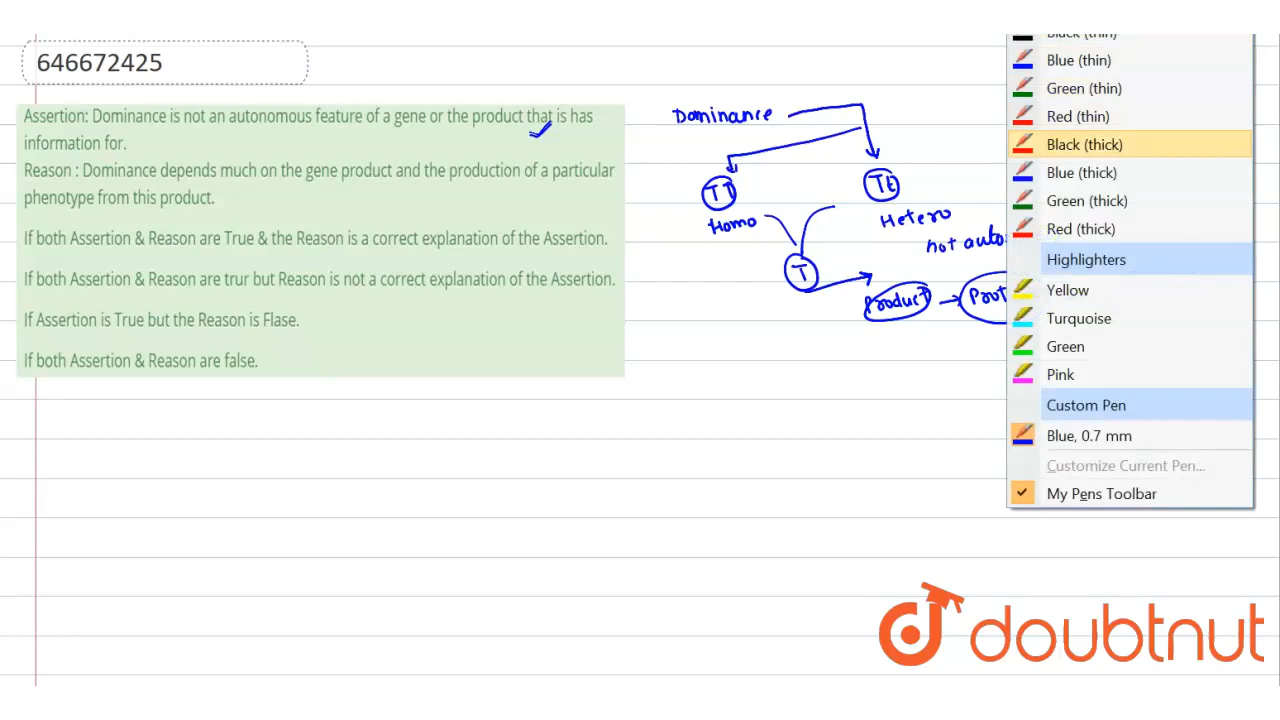 646672425
Assertion: Dominance is not an autonomous feature of a gene or the product that is has
information for.
Reason : Dominance depends much on the gene product and the production of a particular
phenotype from this product.
If both Assertion & Reason are True & the Reason is a correct explanation of the Assertion.
If both Assertion & Reason are trur but Reason is not a correct explanation of the Assertion.
If Assertion is True but the Reason is Flase.
If both Assertion & Reason are false.
Dominance
TT
Tt
Homo
Hetero
not auto
T
Product
Prot
Black (thin)
Blue (thin)
Green (thin)
Red (thin)
Black (thick)
Blue (thick)
Green (thick)
Red (thick)
Highlighters
Yellow
Turquoise
Green
Pink
Custom Pen
Blue, 0.7 mm
Customize Current Pen...
My Pens Toolbar
doubtnut